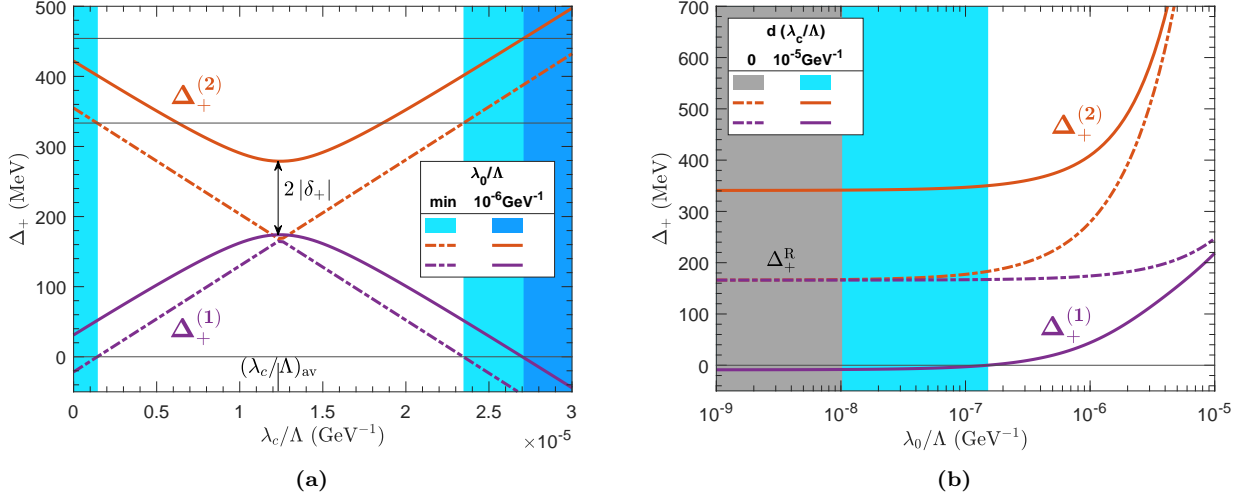 500
400
300
200
100
0
Δ₊ (MeV)
Δ₊⁽²⁾
Δ₊⁽¹⁾
2 |δ₊|
λ₀/Λ
min 10⁻⁶GeV⁻¹
(λ_c/Λ)ₐᵥ
0 0.5 1 1.5 2 2.5 3
λ_c/Λ (GeV⁻¹)
×10⁻⁵
(a)
700
600
500
400
300
200
100
0
Δ₊ (MeV)
d (λ_c/Λ)
0 10⁻⁵GeV⁻¹
Δ₊⁽²⁾
Δ₊ᴿ
Δ₊⁽¹⁾
10⁻⁹ 10⁻⁸ 10⁻⁷ 10⁻⁶ 10⁻⁵
λ₀/Λ (GeV⁻¹)
(b)